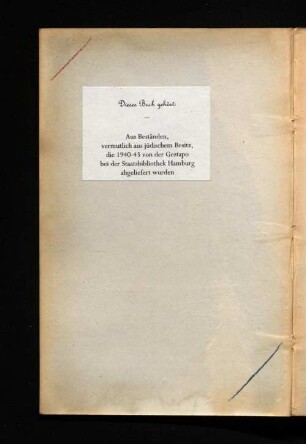 Dieses Buch gehört:
—
Aus Beständen,
vermutlich aus jüdischem Besitz,
die 1940-45 von der Gestapo
bei der Staatsbibliothek Hamburg
abgeliefert wurden